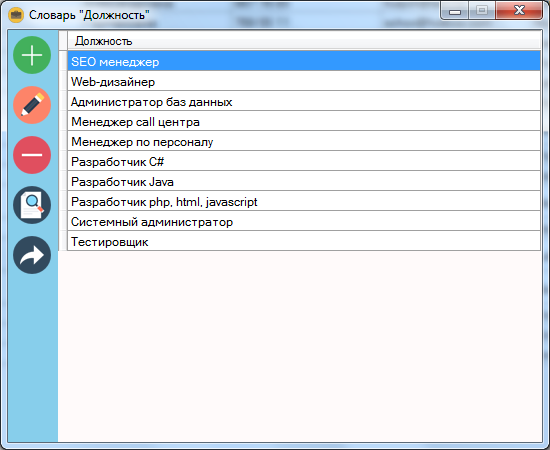 Словарь "Должность"
Должность
SEO менеджер
Web-дизайнер
Администратор баз данных
Менеджер call центра
Менеджер по персоналу
Разработчик C#
Разработчик Java
Разработчик php, html, javascript
Системный администратор
Тестировщик